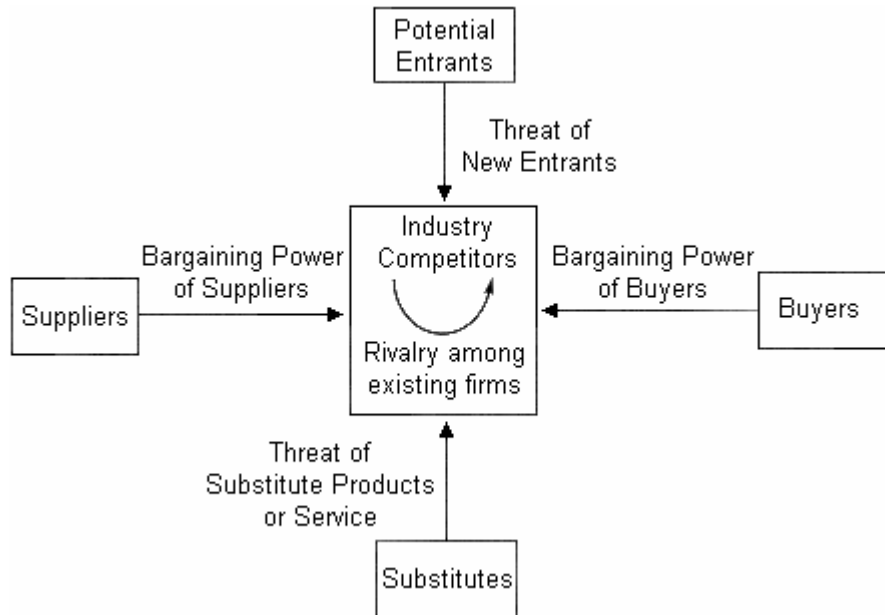 Potential
Entrants
Threat of
New Entrants
Industry
Competitors
Bargaining Power
of Suppliers
Bargaining Power
of Buyers
Suppliers
Buyers
Rivalry among
existing firms
Threat of
Substitute Products
or Service
Substitutes